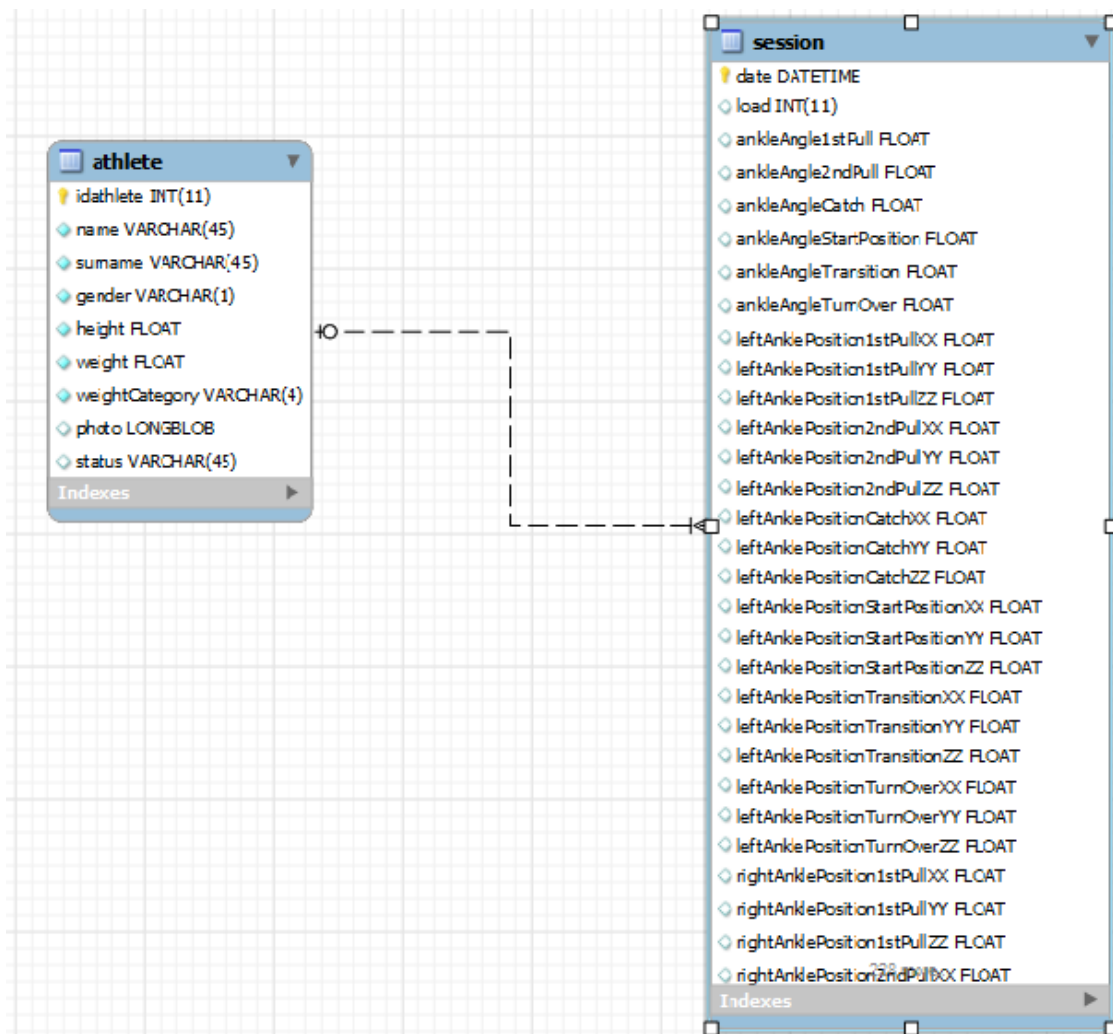 athlete
idathlete INT(11)
name VARCHAR(45)
surname VARCHAR(45)
gender VARCHAR(1)
height FLOAT
weight FLOAT
weightCategory VARCHAR(4)
photo LONGBLOB
status VARCHAR(45)
Indexes
session
date DATETIME
load INT(11)
ankleAngle1stPull FLOAT
ankleAngle2ndPull FLOAT
ankleAngleCatch FLOAT
ankleAngleStartPosition FLOAT
ankleAngleTransition FLOAT
ankleAngleTurnOver FLOAT
leftAnklePosition1stPullXX FLOAT
leftAnklePosition1stPullYY FLOAT
leftAnklePosition1stPullZZ FLOAT
leftAnklePosition2ndPullXX FLOAT
leftAnklePosition2ndPullYY FLOAT
leftAnklePosition2ndPullZZ FLOAT
leftAnklePositionCatchXX FLOAT
leftAnklePositionCatchYY FLOAT
leftAnklePositionCatchZZ FLOAT
leftAnklePositionStartPositionXX FLOAT
leftAnklePositionStartPositionYY FLOAT
leftAnklePositionStartPositionZZ FLOAT
leftAnklePositionTransitionXX FLOAT
leftAnklePositionTransitionYY FLOAT
leftAnklePositionTransitionZZ FLOAT
leftAnklePositionTurnOverXX FLOAT
leftAnklePositionTurnOverYY FLOAT
leftAnklePositionTurnOverZZ FLOAT
rightAnklePosition1stPullXX FLOAT
rightAnklePosition1stPullYY FLOAT
rightAnklePosition1stPullZZ FLOAT
rightAnklePosition2ndPullXX FLOAT
Indexes